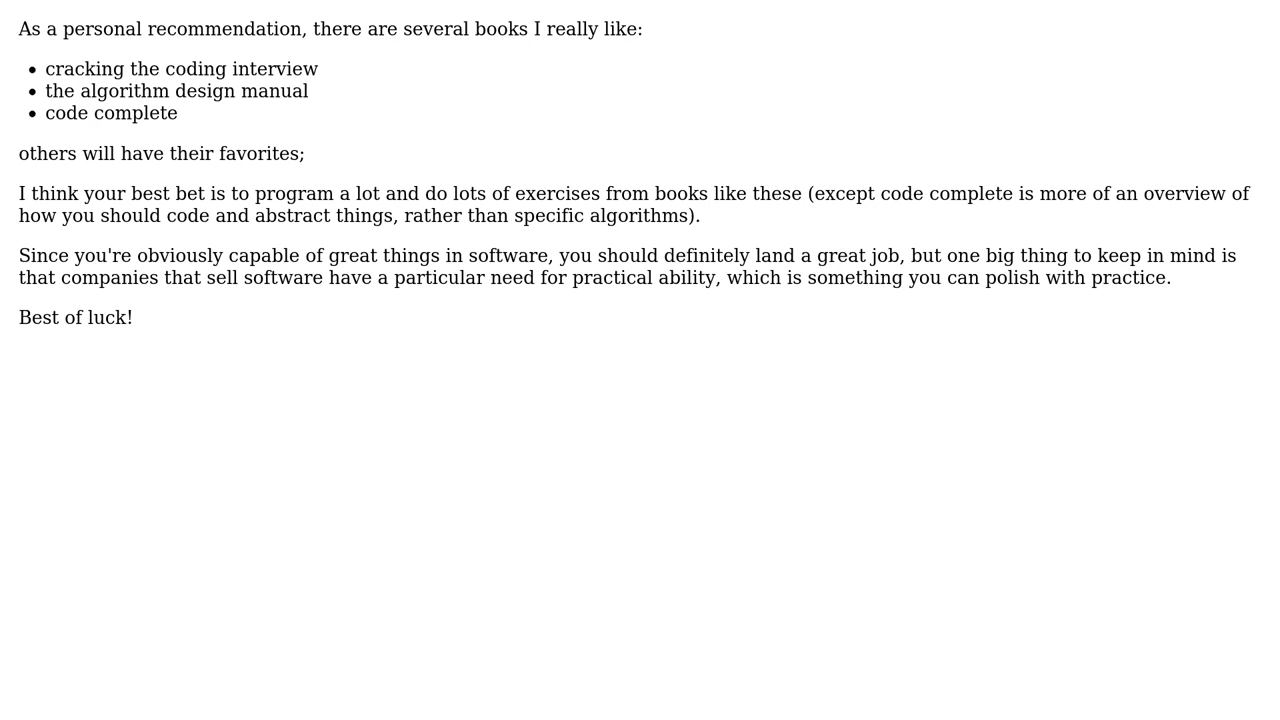 As a personal recommendation, there are several books I really like:
• cracking the coding interview
• the algorithm design manual
• code complete
others will have their favorites;
I think your best bet is to program a lot and do lots of exercises from books like these (except code complete is more of an overview of
how you should code and abstract things, rather than specific algorithms).
Since you're obviously capable of great things in software, you should definitely land a great job, but one big thing to keep in mind is
that companies that sell software have a particular need for practical ability, which is something you can polish with practice.
Best of luck!